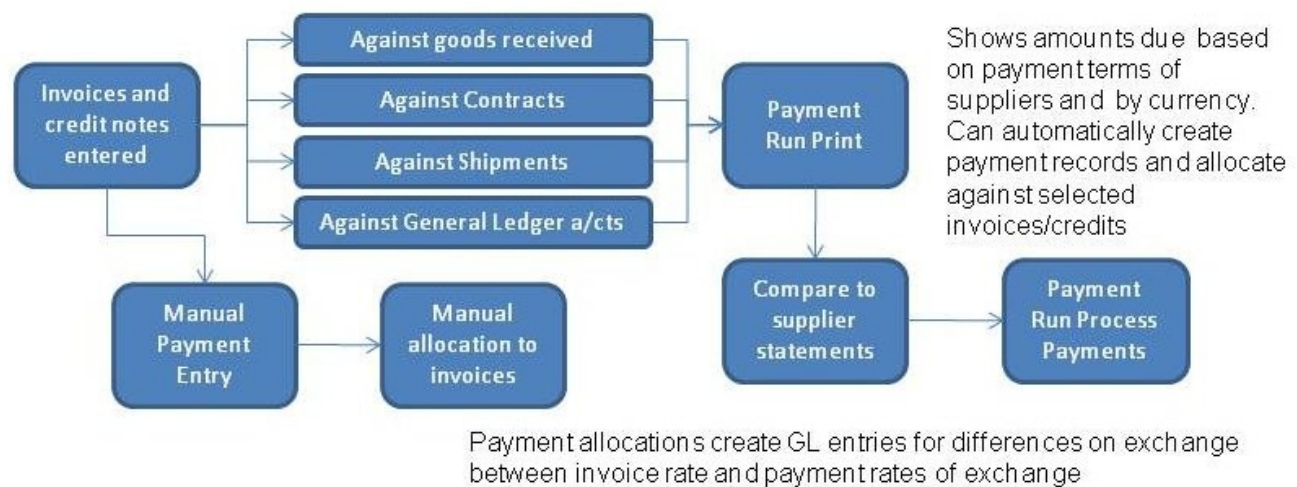 Invoices and
credit notes
entered
Against goods received
Against Contracts
Against Shipments
Against General Ledger a/cts
Payment
Run Print
Shows amounts due based
on payment terms of
suppliers and by currency.
Can automatically create
payment records and allocate
against selected
invoices/credits
Manual
Payment
Entry
Manual
allocation to
invoices
Compare to
supplier
statements
Payment
Run Process
Payments
Payment allocations create GL entries for differences on exchange
between invoice rate and payment rates of exchange